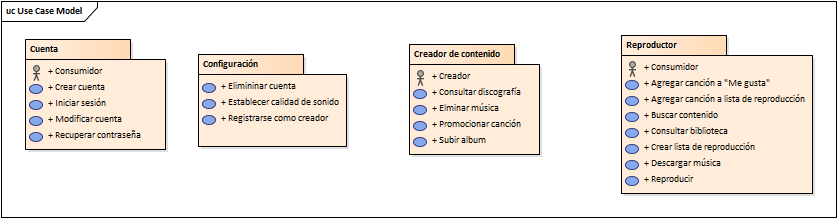 uc Use Case Model
Cuenta
+ Consumidor
+ Crear cuenta
+ Iniciar sesión
+ Modificar cuenta
+ Recuperar contraseña
Configuración
+ Elimininar cuenta
+ Establecer calidad de sonido
+ Registrarse como creador
Creador de contenido
+ Creador
+ Consultar discografía
+ Elminar música
+ Promocionar canción
+ Subir album
Reproductor
+ Consumidor
+ Agregar canción a "Me gusta"
+ Agregar canción a lista de reproducción
+ Buscar contenido
+ Consultar biblioteca
+ Crear lista de reproducción
+ Descargar música
+ Reproducir